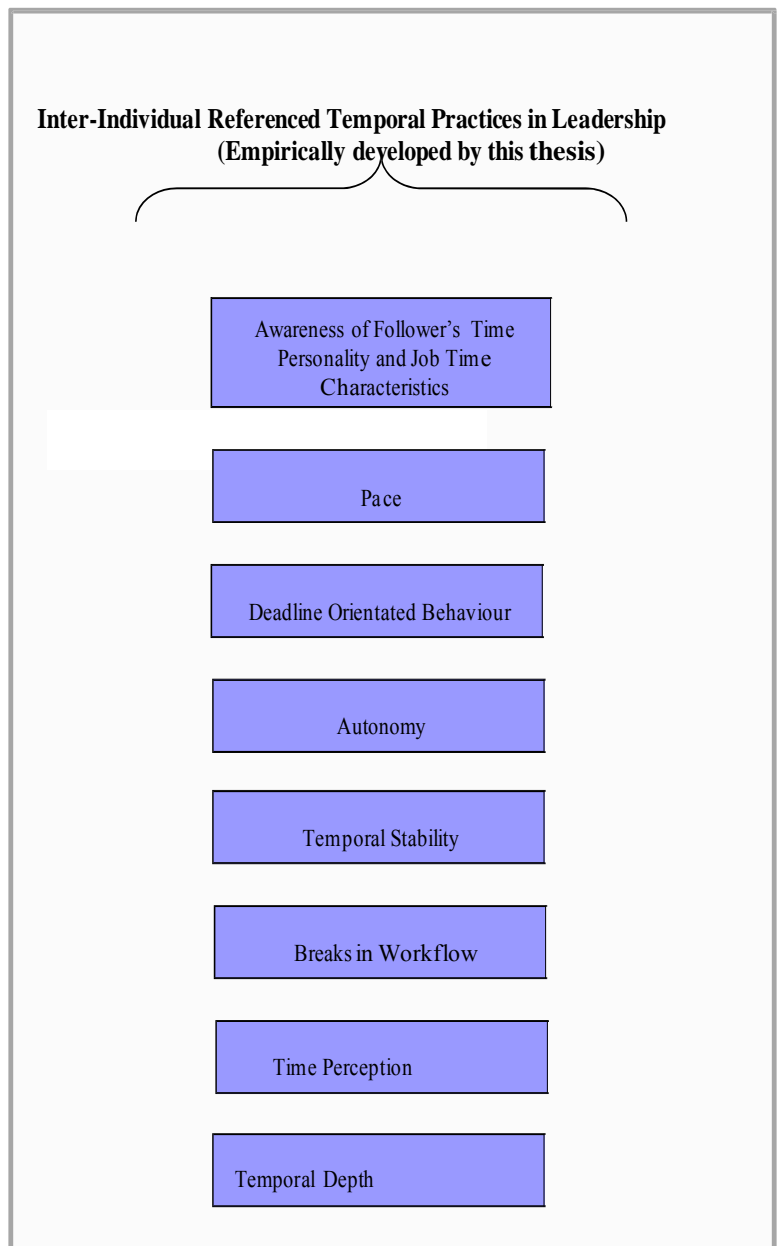 Inter-Individual Referenced Temporal Practices in Leadership
(Empirically developed by this thesis)
Awareness of Follower’s Time
Personality and Job Time
Characteristics
Pace
Deadline Orientated Behaviour
Autonomy
Temporal Stability
Breaks in Workflow
Time Perception
Temporal Depth